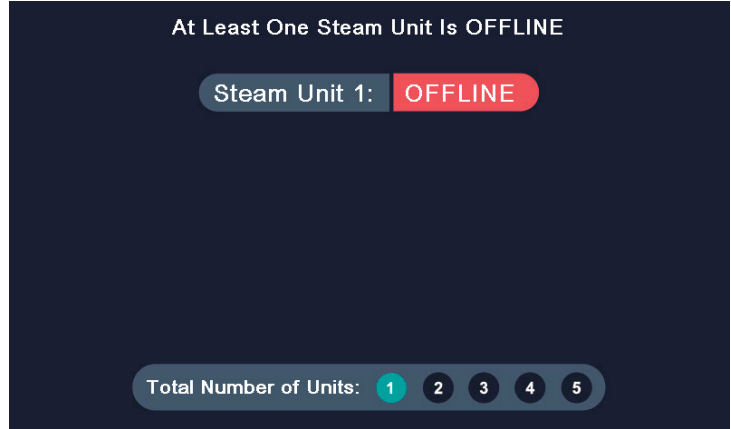 At Least One Steam Unit Is OFFLINE
Steam Unit 1: OFFLINE
Total Number of Units: 1 2 3 4 5